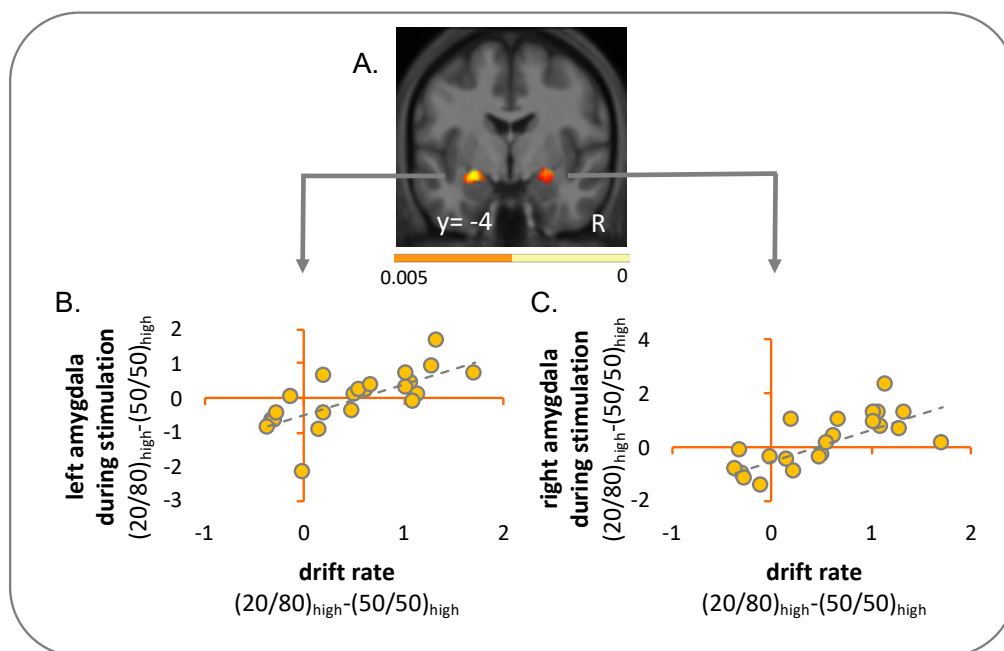 A.
y= -4
R
0.005
0
B.
left amygdala
during stimulation
(20/80)high-(50/50)high
2
1
0
-1
-2
-3
-1
0
1
2
drift rate
(20/80)high-(50/50)high
C.
right amygdala
during stimulation
(20/80)high-(50/50)high
4
2
0
-2
-1
0
1
2
drift rate
(20/80)high-(50/50)high